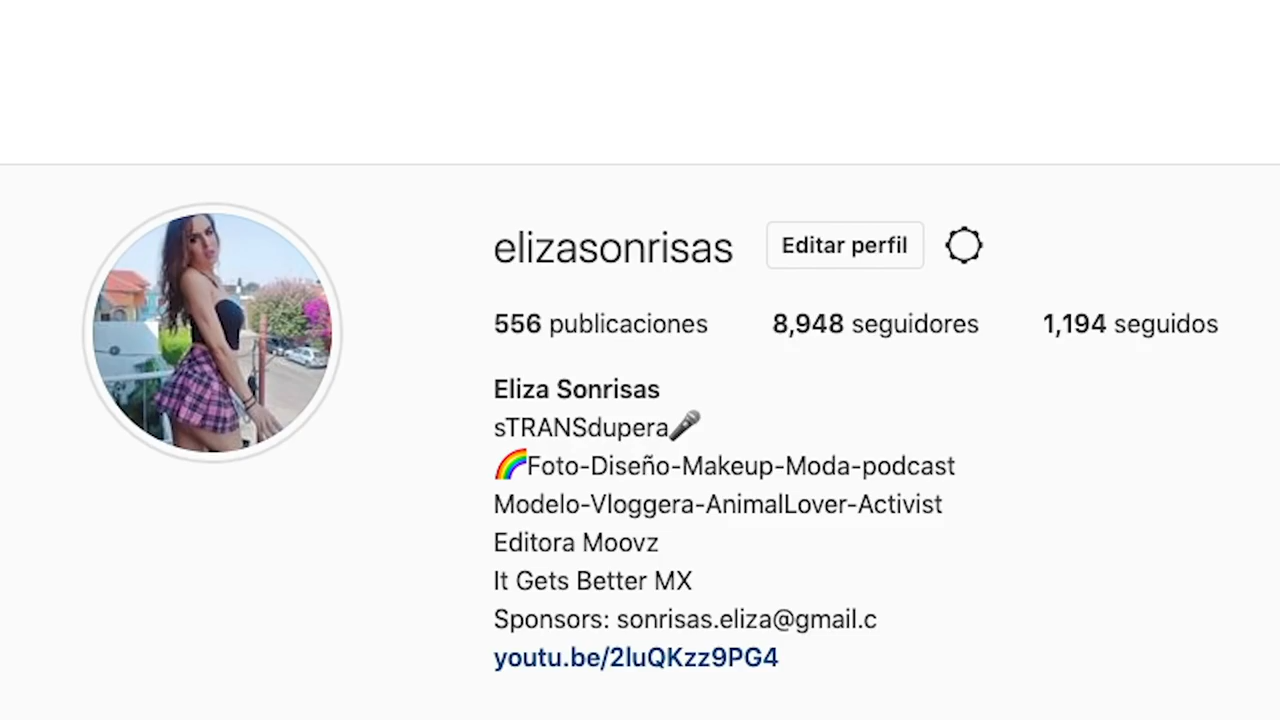 elizasonrisas Editar perfil
556 publicaciones 8,948 seguidores 1,194 seguidos
Eliza Sonrisas
sTRANSdupera🎤
🌈Foto-Diseño-Makeup-Moda-podcast
Modelo-Vloggera-AnimalLover-Activist
Editora Moovz
It Gets Better MX
Sponsors: sonrisas.eliza@gmail.c
youtu.be/2luQKzz9PG4